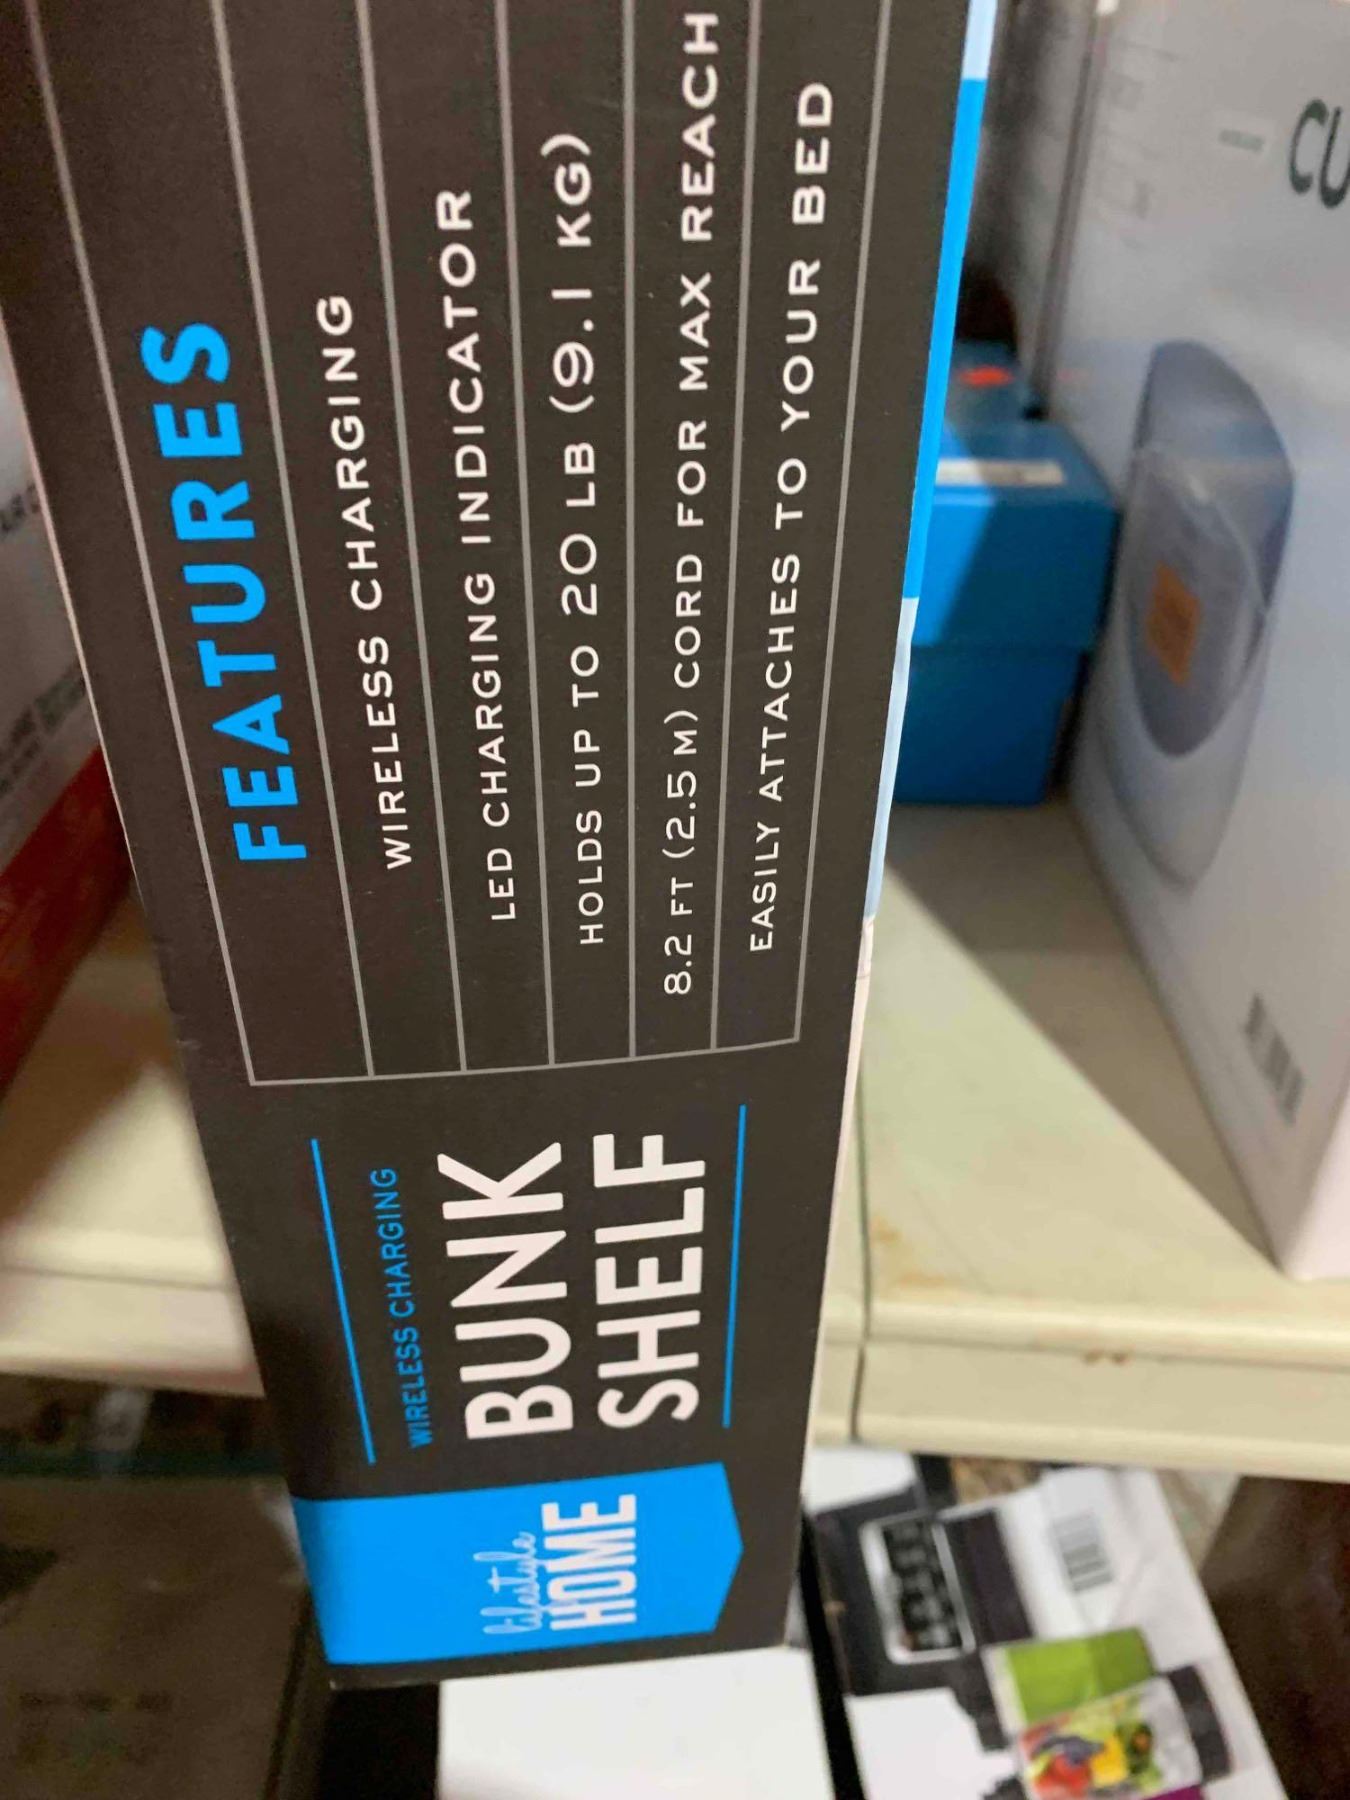 lifestyle
HOME
WIRELESS CHARGING
BUNK
SHELF
FEATURES
WIRELESS CHARGING
LED CHARGING INDICATOR
HOLDS UP TO 20 LB (9.1 KG)
8.2 FT (2.5 M) CORD FOR MAX REACH
EASILY ATTACHES TO YOUR BED
CU